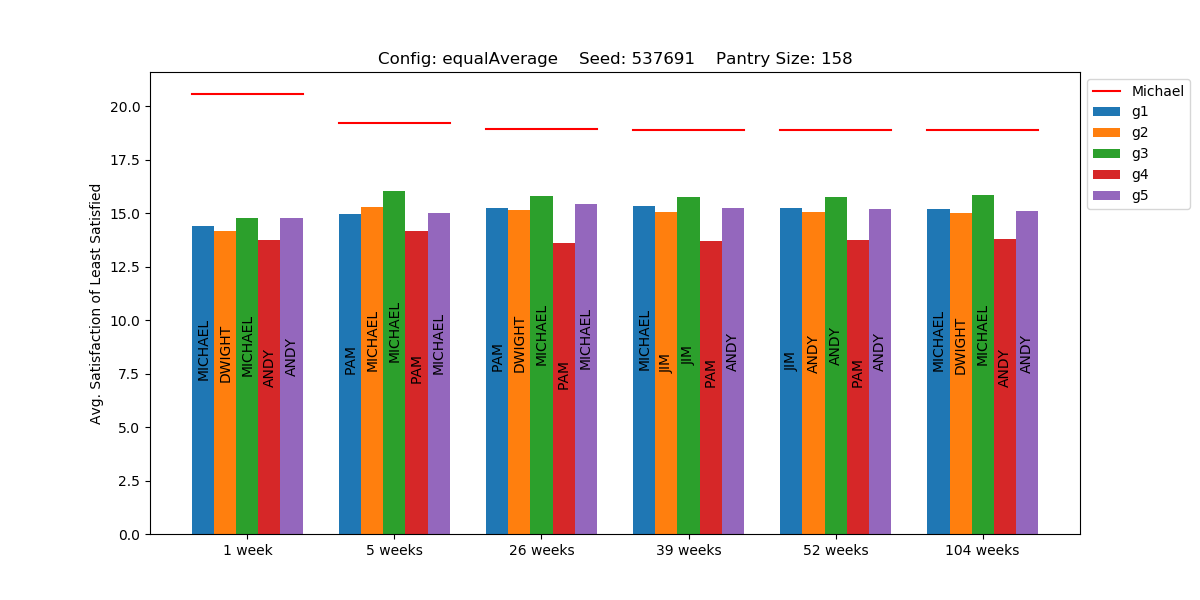 Config: equalAverage    Seed: 537691    Pantry Size: 158
Avg. Satisfaction of Least Satisfied
20.0
17.5
15.0
12.5
10.0
7.5
5.0
2.5
0.0
MICHAEL
DWIGHT
MICHAEL
ANDY
ANDY
PAM
MICHAEL
MICHAEL
PAM
MICHAEL
PAM
DWIGHT
MICHAEL
PAM
MICHAEL
MICHAEL
JIM
JIM
PAM
ANDY
JIM
ANDY
ANDY
PAM
ANDY
MICHAEL
DWIGHT
MICHAEL
ANDY
ANDY
1 week
5 weeks
26 weeks
39 weeks
52 weeks
104 weeks
Michael
g1
g2
g3
g4
g5